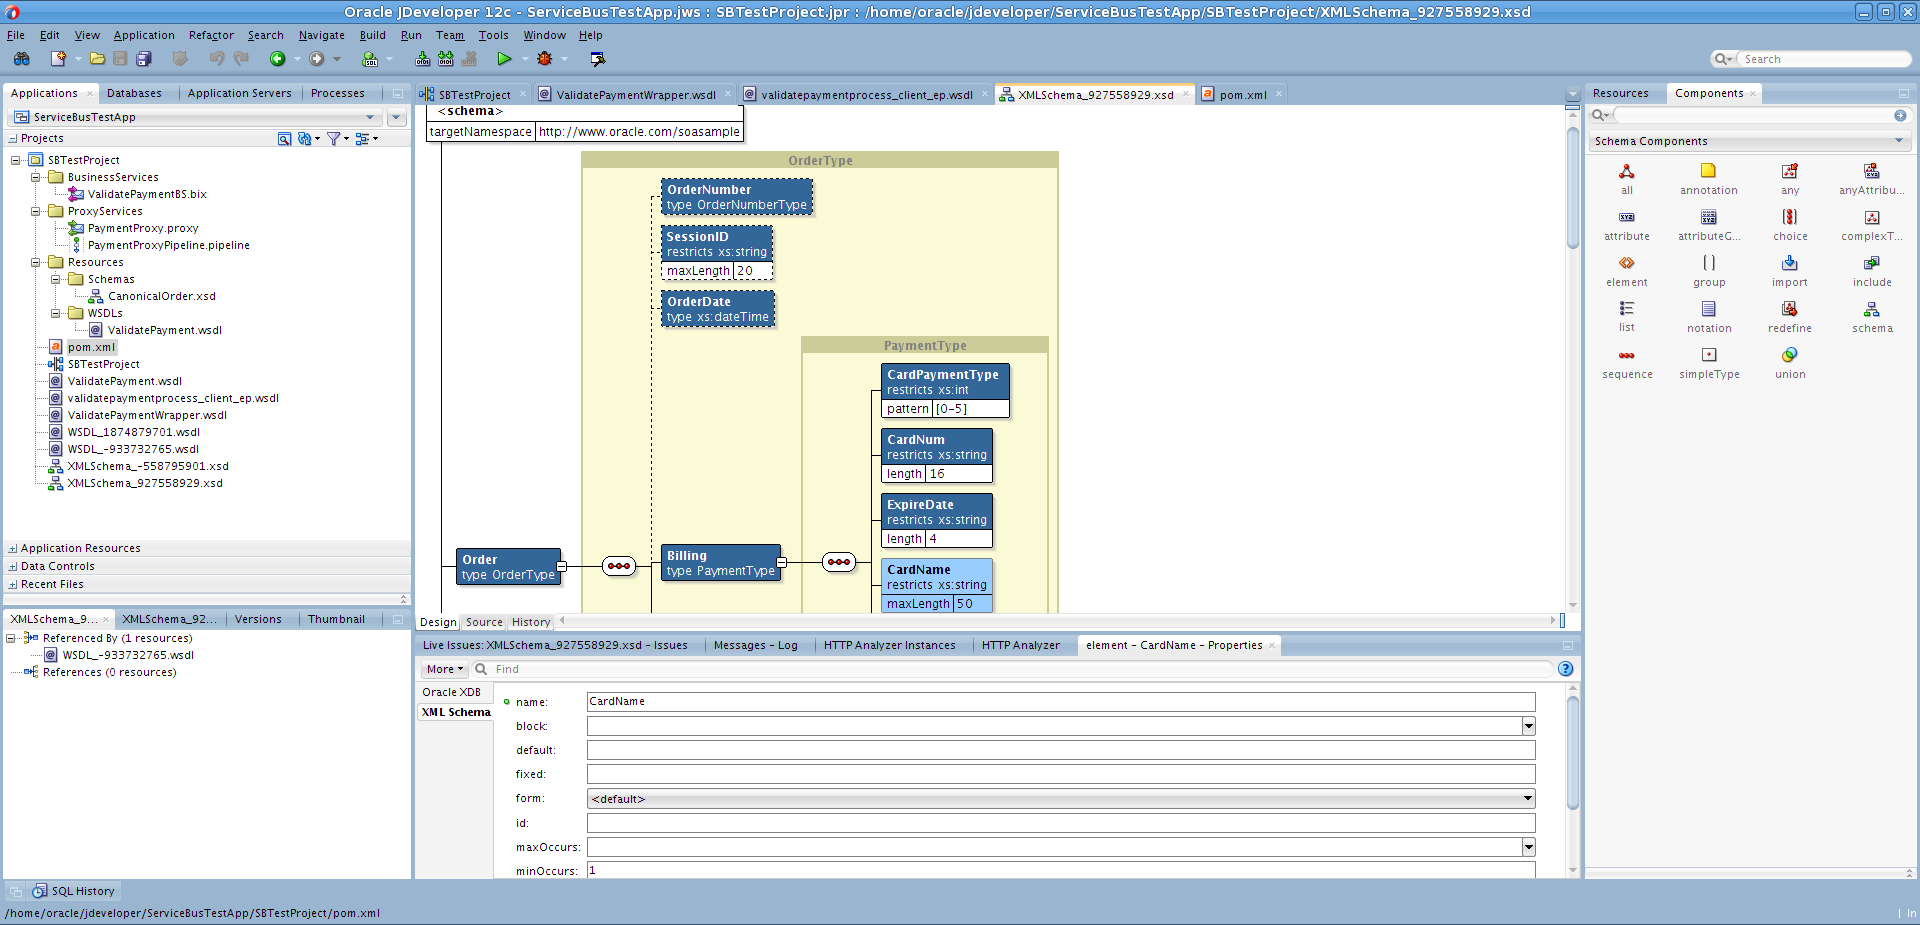 Oracle JDeveloper 12c - ServiceBusTestApp.jws : SBTestProject.jpr : /home/oracle/jdeveloper/ServiceBusTestApp/SBTestProject/XMLSchema_927558929.xsd
File Edit View Application Refactor Search Navigate Build Run Team Tools Window Help
Search
Applications Databases Application Servers Processes
ServiceBusTestApp
Projects
SBTestProject
BusinessServices
ValidatePaymentBS.bix
ProxyServices
PaymentProxy.proxy
PaymentProxyPipeline.pipeline
Resources
Schemas
CanonicalOrder.xsd
WSDLs
ValidatePayment.wsdl
pom.xml
SBTestProject
ValidatePayment.wsdl
validatepaymentprocess_client_ep.wsdl
ValidatePaymentWrapper.wsdl
WSDL_1874879701.wsdl
WSDL_-933732765.wsdl
XMLSchema_-558795901.xsd
XMLSchema_927558929.xsd
Application Resources
Data Controls
Recent Files
XMLSchema_9... XMLSchema_92... Versions Thumbnail
Referenced By (1 resources)
WSDL_-933732765.wsdl
References (0 resources)
SBTestProject ValidatePaymentWrapper.wsdl validatepaymentprocess_client_ep.wsdl XMLSchema_927558929.xsd pom.xml
<schema>
targetNamespace http://www.oracle.com/soasample
OrderType
OrderNumber
type OrderNumberType
SessionID
restricts xs:string
maxLength 20
OrderDate
type xs:dateTime
PaymentType
CardPaymentType
restricts xs:int
pattern [0-5]
CardNum
restricts xs:string
length 16
ExpireDate
restricts xs:string
length 4
Order
type OrderType
Billing
type PaymentType
CardName
restricts xs:string
maxLength 50
Design Source History
Live Issues: XMLSchema_927558929.xsd - Issues Messages - Log HTTP Analyzer Instances HTTP Analyzer element - CardName - Properties
More Find
Oracle XDB
XML Schema
name: CardName
block:
default:
fixed:
form: <default>
id:
maxOccurs:
minOccurs: 1
Resources Components
Schema Components
all annotation any anyAttribu...
attribute attributeG... choice complexT...
element group import include
list notation redefine schema
sequence simpleType union
SQL History
/home/oracle/jdeveloper/ServiceBusTestApp/SBTestProject/pom.xml
In